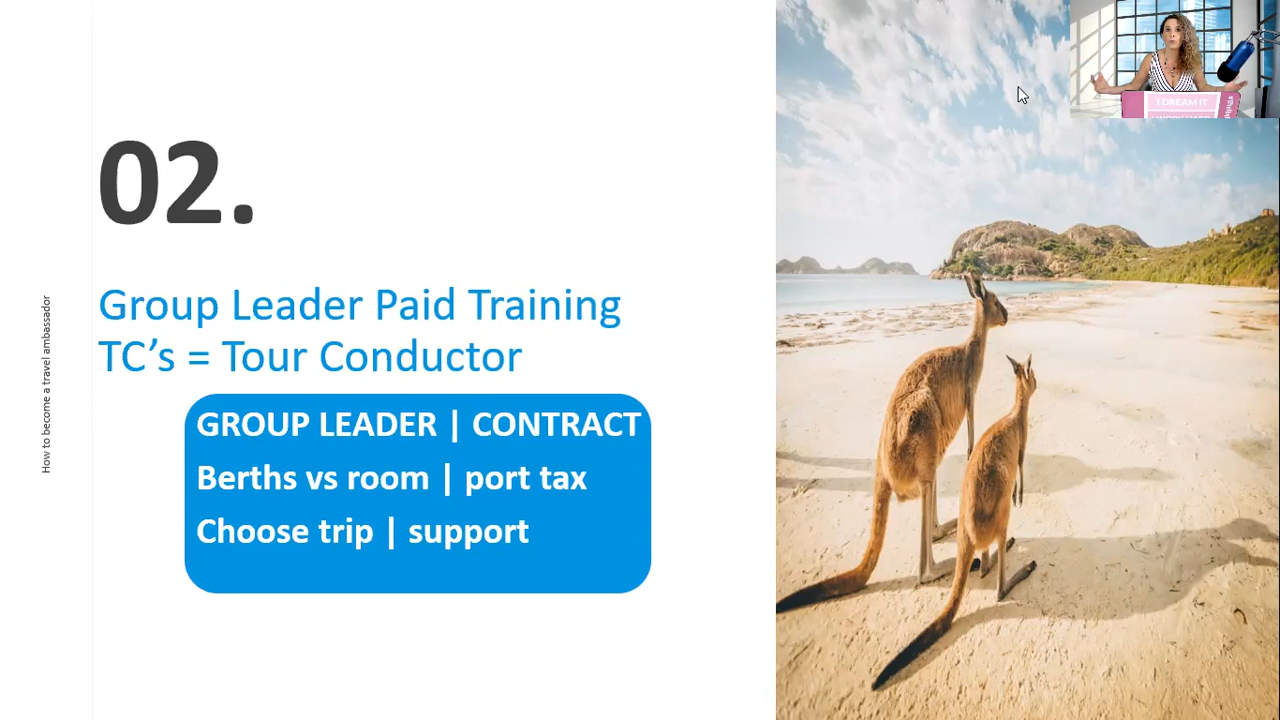 02.
Group Leader Paid Training
TC's = Tour Conductor
GROUP LEADER | CONTRACT
Berths vs room | port tax
Choose trip | support
How to become a travel ambassador
I DREAM IT